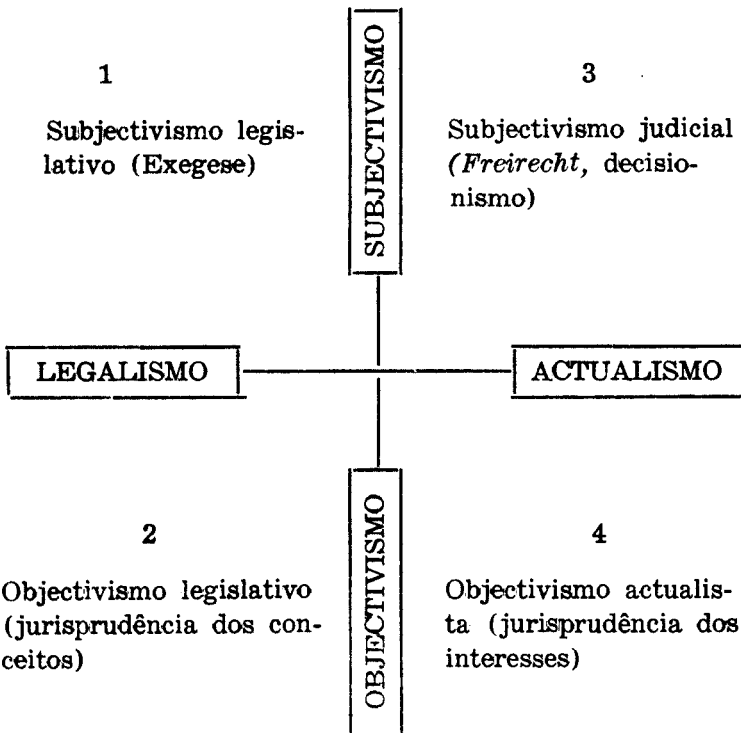 1
Subjectivismo legis-
lativo (Exegese)
SUBJECTIVISMO
3
Subjectivismo judicial
(Freirecht, decisio-
nismo)
LEGALISMO
ACTUALISMO
2
Objectivismo legislativo
(jurisprudência dos con-
ceitos)
OBJECTIVISMO
4
Objectivismo actualis-
ta (jurisprudência dos
interesses)